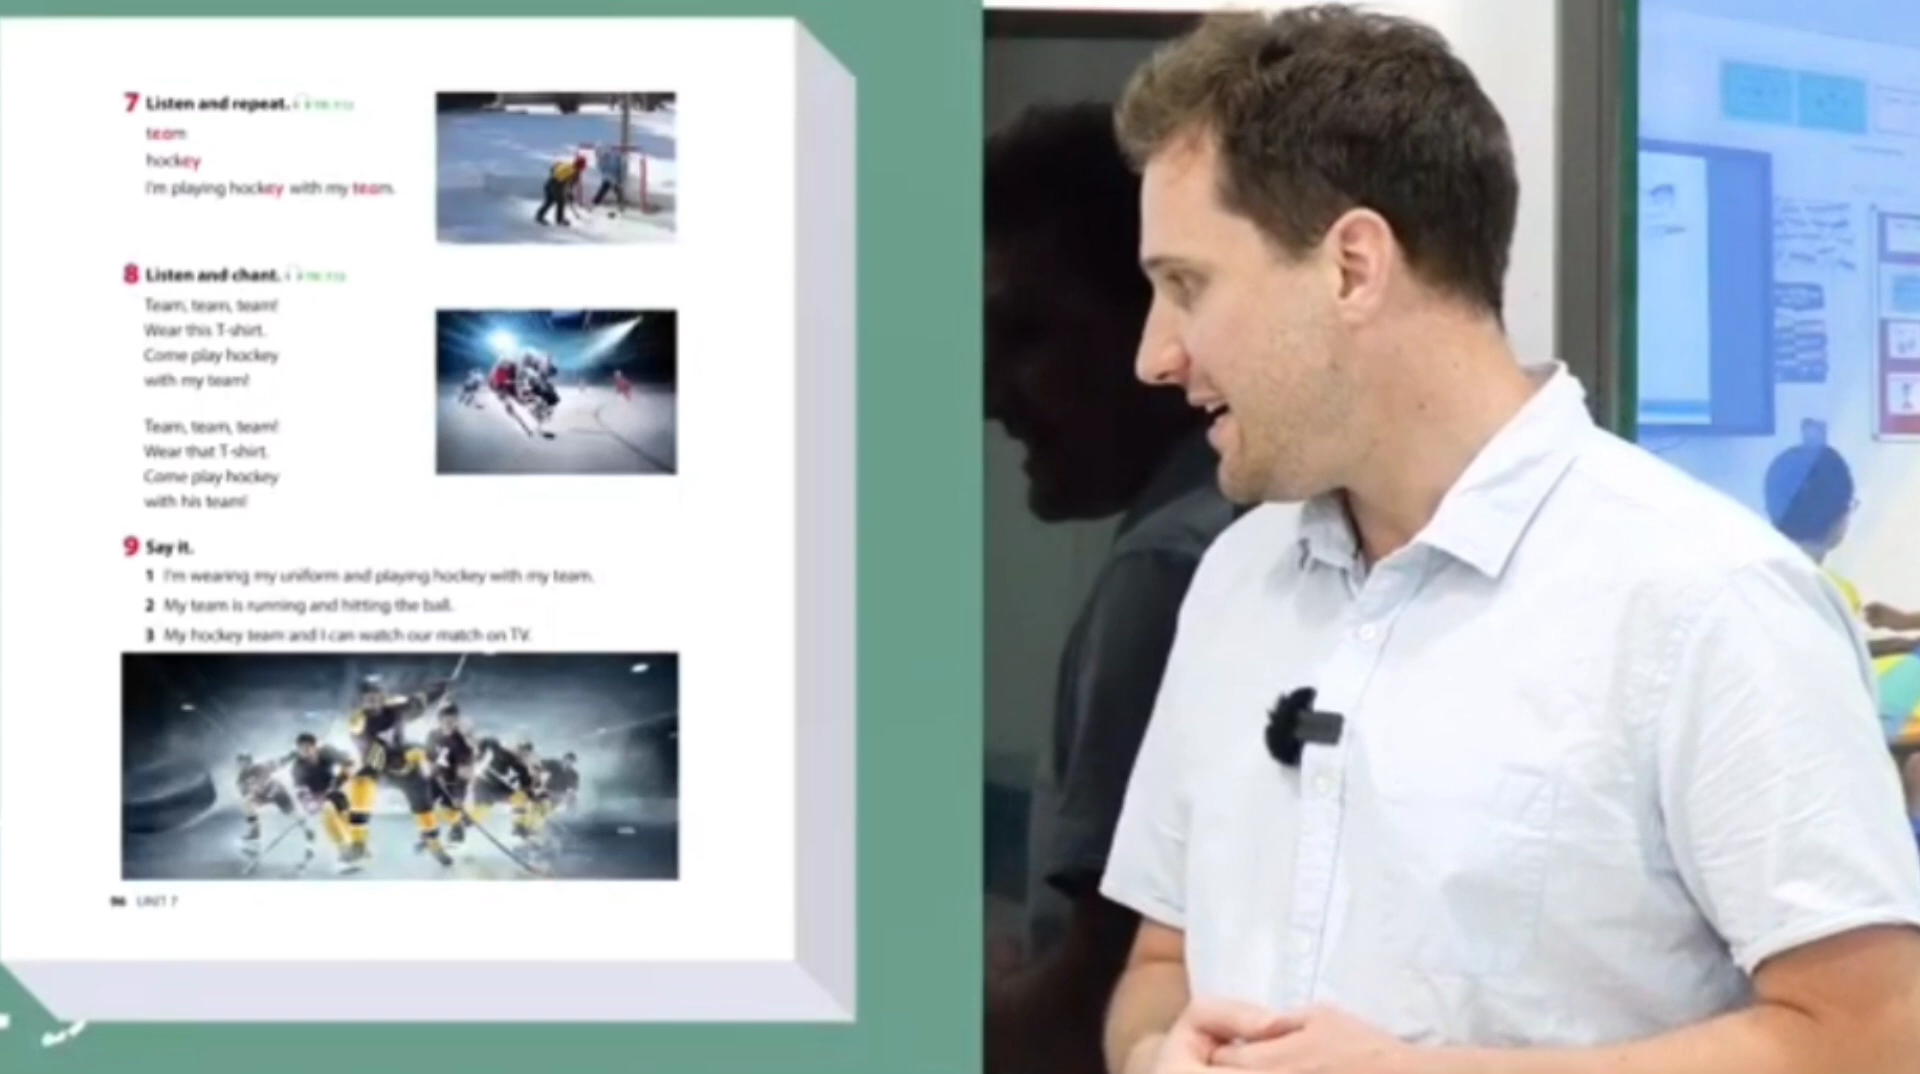 7 Listen and repeat.
team
hockey
I'm playing hockey with my team.
8 Listen and chant.
Team, team, team!
Wear this T-shirt.
Come play hockey
with my team!
Team, team, team!
Wear that T-shirt.
Come play hockey
with his team!
9 Say it.
1 I'm wearing my uniform and playing hockey with my team.
2 My team is running and hitting the ball.
3 My hockey team and I can watch our match on TV.
96 UNIT 7